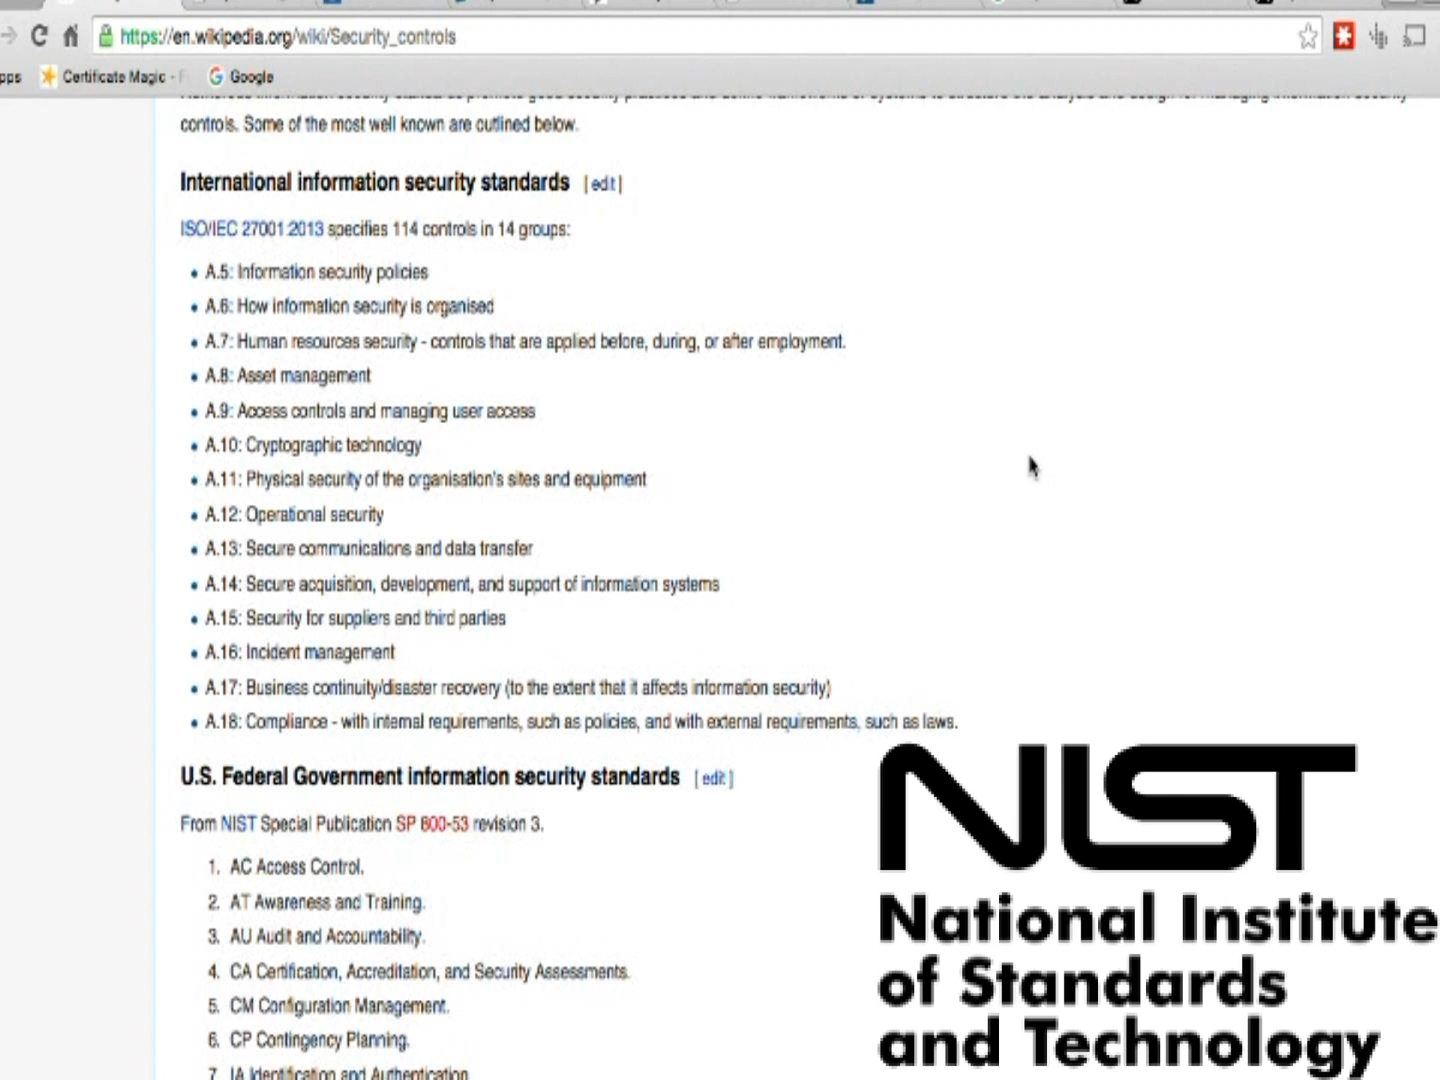 https://en.wikipedia.org/wiki/Security_controls
pps Certificate Magic - F Google
controls. Some of the most well known are outlined below.
International information security standards [edit]
ISO/IEC 27001:2013 specifies 114 controls in 14 groups:
• A.5: Information security policies
• A.6: How information security is organised
• A.7: Human resources security - controls that are applied before, during, or after employment.
• A.8: Asset management
• A.9: Access controls and managing user access
• A.10: Cryptographic technology
• A.11: Physical security of the organisation's sites and equipment
• A.12: Operational security
• A.13: Secure communications and data transfer
• A.14: Secure acquisition, development, and support of information systems
• A.15: Security for suppliers and third parties
• A.16: Incident management
• A.17: Business continuity/disaster recovery (to the extent that it affects information security)
• A.18: Compliance - with internal requirements, such as policies, and with external requirements, such as laws.
U.S. Federal Government information security standards [edit]
From NIST Special Publication SP 800-53 revision 3.
1. AC Access Control.
2. AT Awareness and Training.
3. AU Audit and Accountability.
4. CA Certification, Accreditation, and Security Assessments.
5. CM Configuration Management.
6. CP Contingency Planning.
7. IA Identification and Authentication
NIST
National Institute
of Standards
and Technology